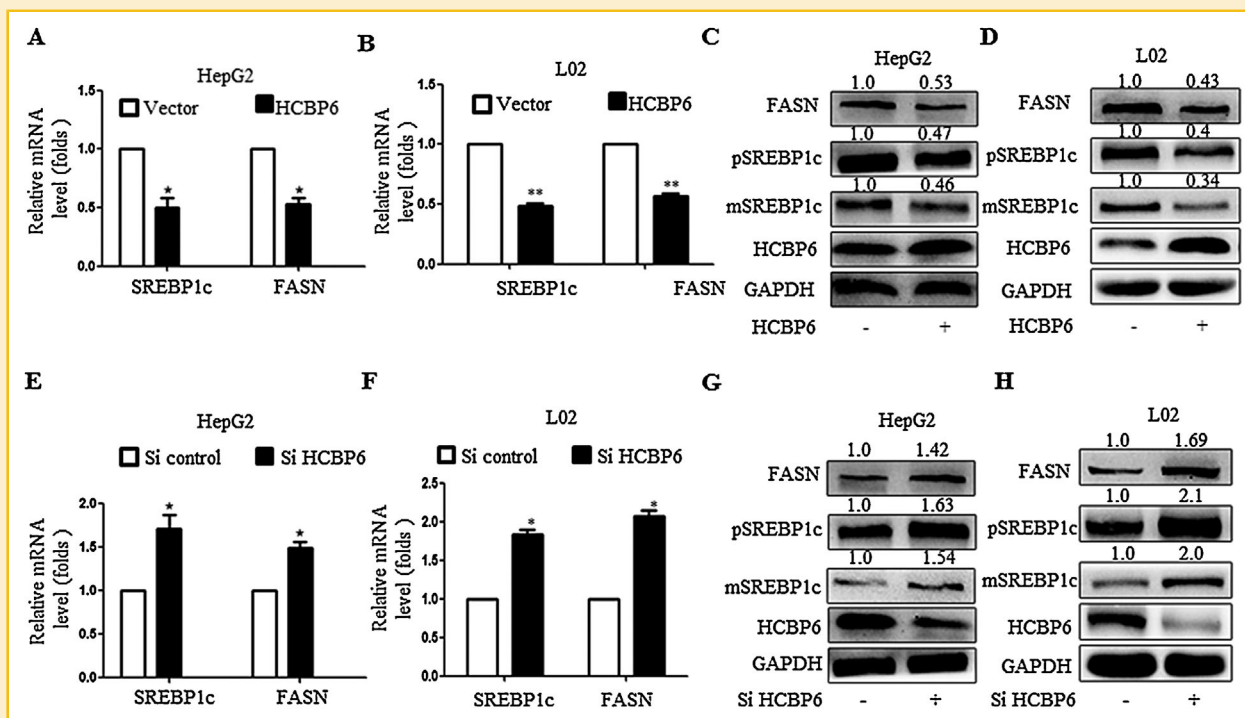 A
HepG2
Vector HCBP6
Relative mRNA
level (folds)
1.5
1.0
0.5
0.0
★ ★
SREBP1c FASN
B
L02
Vector HCBP6
Relative mRNA
level (folds)
1.5
1.0
0.5
0.0
** **
SREBP1c FASN
C
HepG2
1.0 0.53
FASN
1.0 0.47
pSREBP1c
1.0 0.46
mSREBP1c
HCBP6
GAPDH
HCBP6 - +
D
L02
1.0 0.43
FASN
1.0 0.4
pSREBP1c
1.0 0.34
mSREBP1c
HCBP6
GAPDH
HCBP6 - +
E
HepG2
Si control Si HCBP6
Relative mRNA
level (folds)
2.0
1.5
1.0
0.5
0.0
★ ★
SREBP1c FASN
F
L02
Si control Si HCBP6
Relative mRNA
level (folds)
2.5
2.0
1.5
1.0
0.5
0.0
* *
SREBP1c FASN
G
HepG2
1.0 1.42
FASN
1.0 1.63
pSREBP1c
1.0 1.54
mSREBP1c
HCBP6
GAPDH
Si HCBP6 - ÷
H
L02
1.0 1.69
FASN
1.0 2.1
pSREBP1c
1.0 2.0
mSREBP1c
HCBP6
GAPDH
Si HCBP6 - ÷